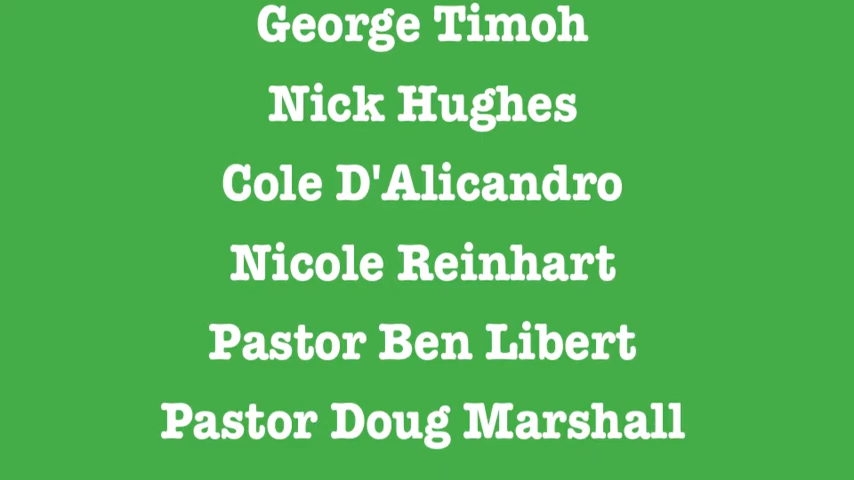 George Timoh
Nick Hughes
Cole D'Alicandro
Nicole Reinhart
Pastor Ben Libert
Pastor Doug Marshall